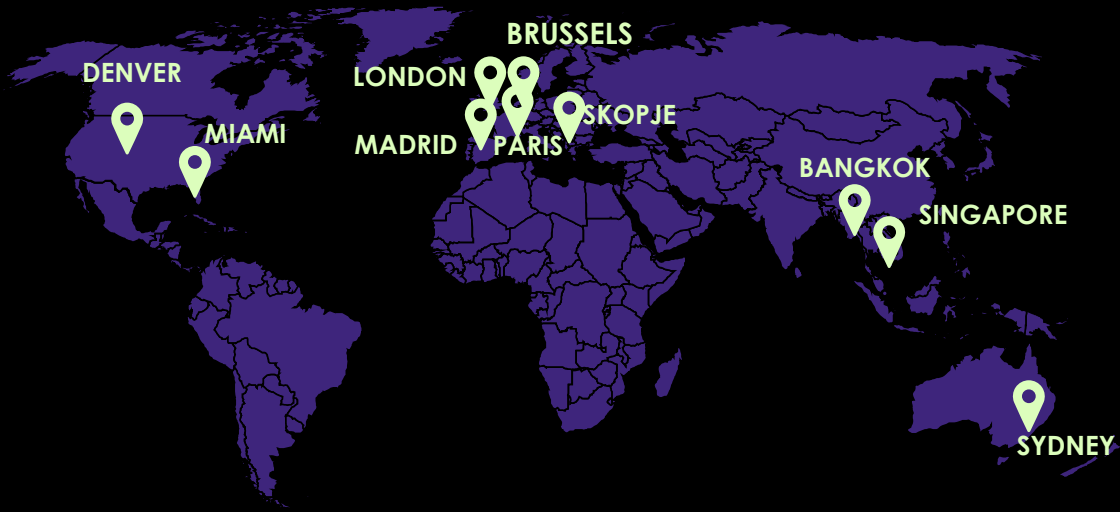 BRUSSELS
DENVER
LONDON
SKOPJE
MIAMI
MADRID
PARIS
BANGKOK
SINGAPORE
SYDNEY